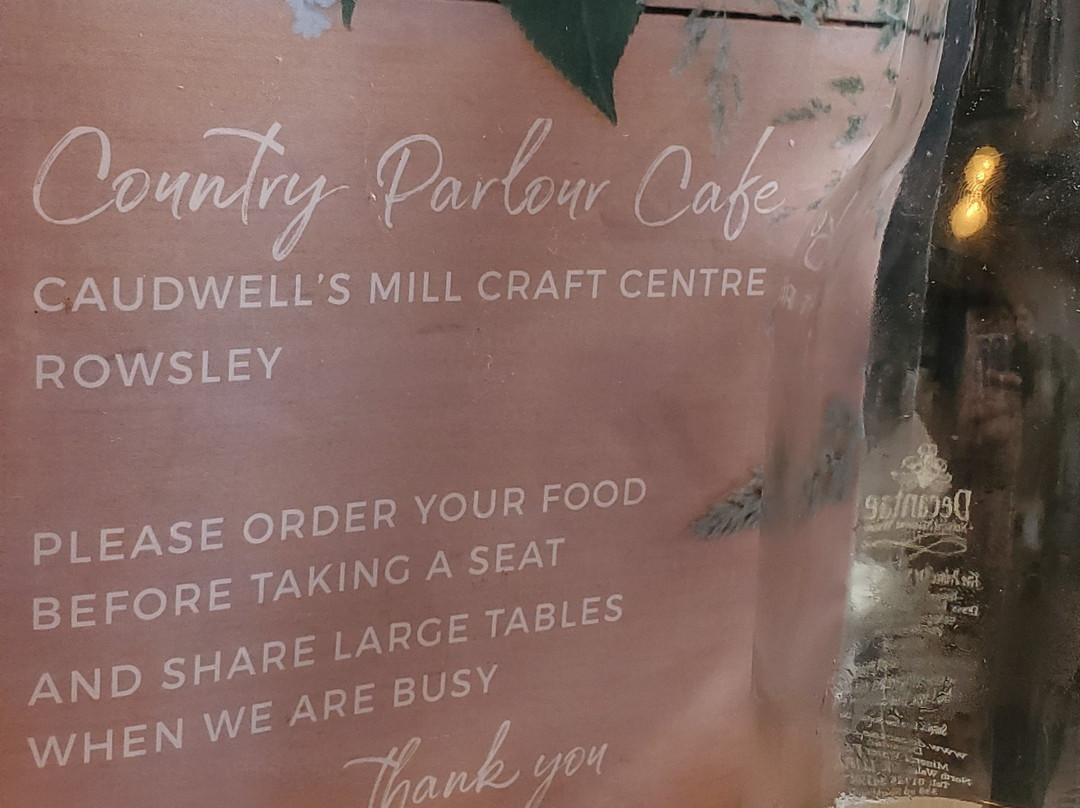 Country Parlour Cafe
CAUDWELL'S MILL CRAFT CENTRE
ROWSLEY
PLEASE ORDER YOUR FOOD
BEFORE TAKING A SEAT
AND SHARE LARGE TABLES
WHEN WE ARE BUSY
Thank you
Decantae